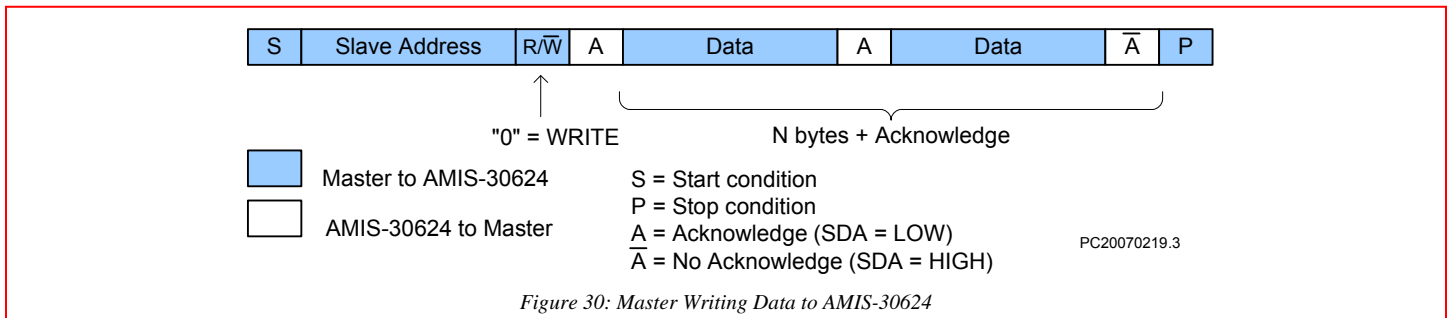 S Slave Address R/W̅ A Data A Data A̅ P
"0" = WRITE N bytes + Acknowledge
Master to AMIS-30624
AMIS-30624 to Master
S = Start condition
P = Stop condition
A = Acknowledge (SDA = LOW)
A̅ = No Acknowledge (SDA = HIGH)
PC20070219.3
Figure 30: Master Writing Data to AMIS-30624